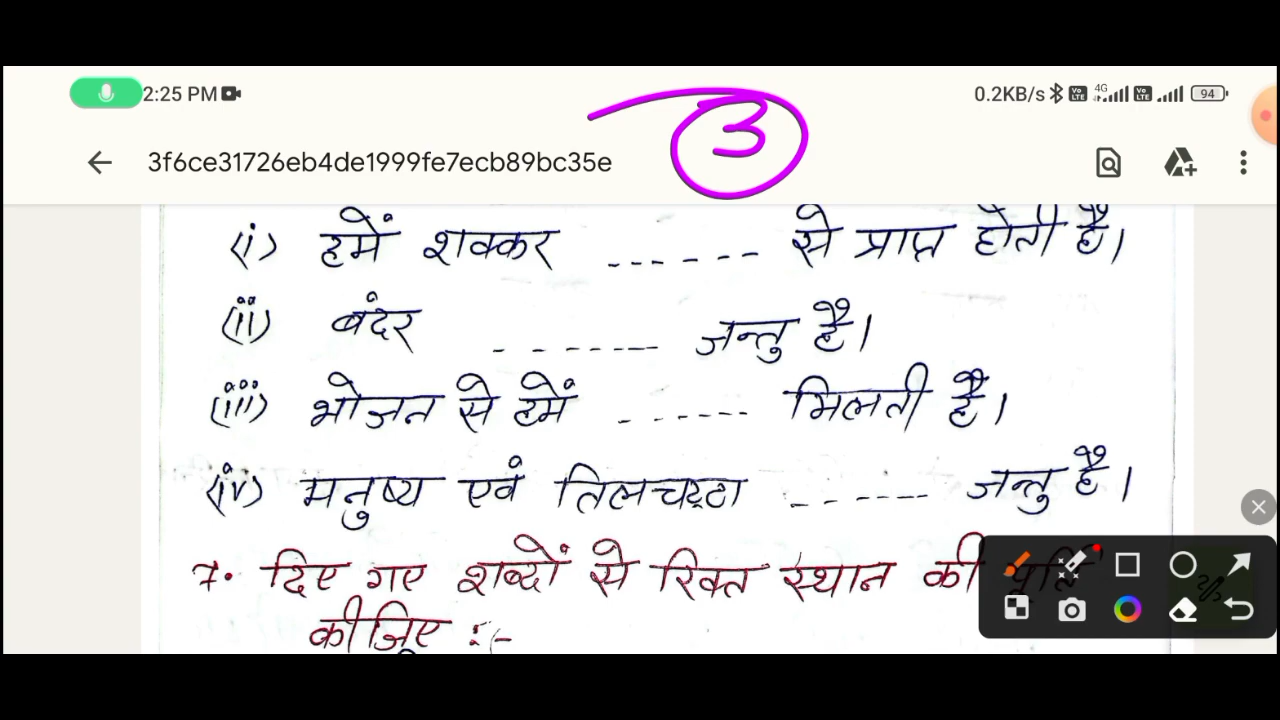 2:25 PM 0.2KB/s 4G 94
3
3f6ce31726eb4de1999fe7ecb89bc35e
(i) हमें शक्कर ------ से प्राप्त होती है।
(ii) बंदर ------- जन्तु है।
(iii) भोजन से हमें ------ मिलती है।
(iv) मनुष्य एवं तिलचट्टा ------ जन्तु है।
7. दिए गए शब्दों से रिक्त स्थान की पूर्ति
कीजिए :-